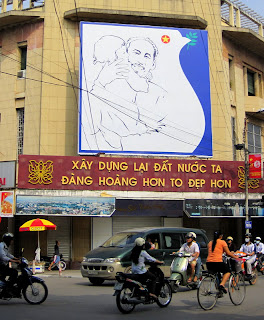 XÂY DỰNG LẠI ĐẤT NƯỚC TA
ĐÀNG HOÀNG HƠN TO ĐẸP HƠN